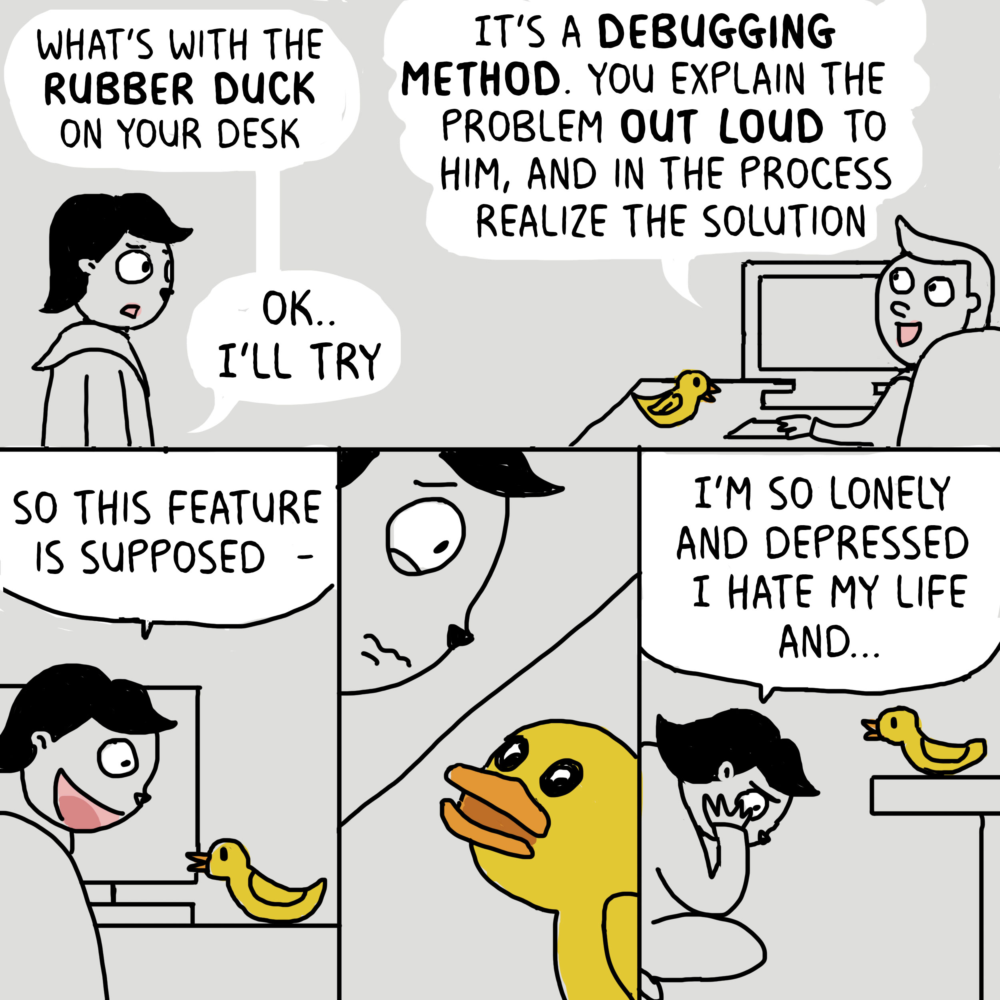 WHAT'S WITH THE
RUBBER DUCK
ON YOUR DESK
IT'S A DEBUGGING
METHOD. YOU EXPLAIN THE
PROBLEM OUT LOUD TO
HIM, AND IN THE PROCESS
REALIZE THE SOLUTION
OK..
I'LL TRY
SO THIS FEATURE
IS SUPPOSED -
I'M SO LONELY
AND DEPRESSED
I HATE MY LIFE
AND...